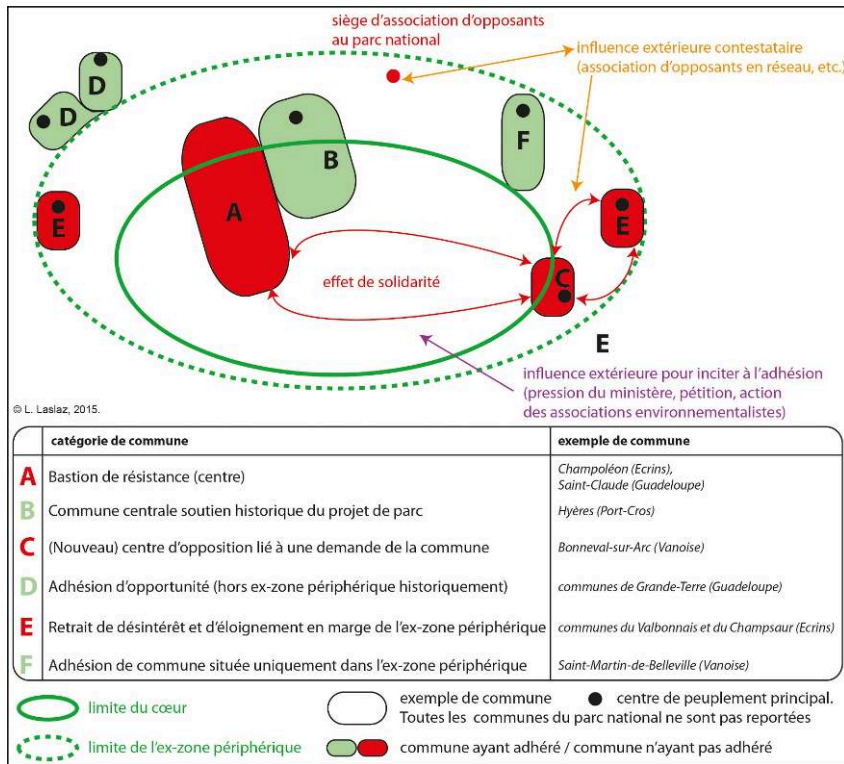 siège d'association d'opposants
au parc national
influence extérieure contestataire
(association d'opposants en réseau, etc.)
D
D
B
F
A
E
E
C
effet de solidarité
E
influence extérieure pour inciter à l'adhésion
(pression du ministère, pétition, action
des associations environnementalistes)
© L. Laslaz, 2015.
catégorie de commune exemple de commune
A Bastion de résistance (centre) Champoléon (Ecrins),
Saint-Claude (Guadeloupe)
B Commune centrale soutien historique du projet de parc Hyères (Port-Cros)
C (Nouveau) centre d'opposition lié à une demande de la commune Bonneval-sur-Arc (Vanoise)
D Adhésion d'opportunité (hors ex-zone périphérique historiquement) communes de Grande-Terre (Guadeloupe)
E Retrait de désintérêt et d'éloignement en marge de l'ex-zone périphérique communes du Valbonnais et du Champsaur (Ecrins)
F Adhésion de commune située uniquement dans l'ex-zone périphérique Saint-Martin-de-Belleville (Vanoise)
limite du cœur
exemple de commune centre de peuplement principal.
Toutes les communes du parc national ne sont pas reportées
limite de l'ex-zone périphérique
commune ayant adhéré / commune n'ayant pas adhéré